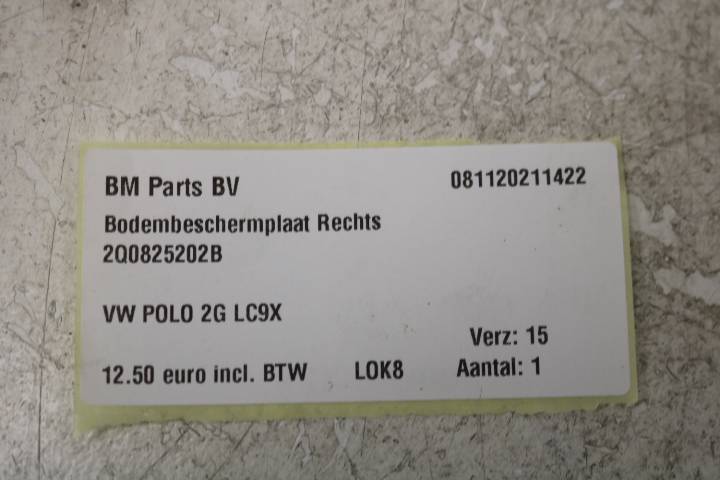 BM Parts BV 081120211422
Bodembeschermplaat Rechts
2Q0825202B
VW POLO 2G LC9X
Verz: 15
12.50 euro incl. BTW LOK8 Aantal: 1